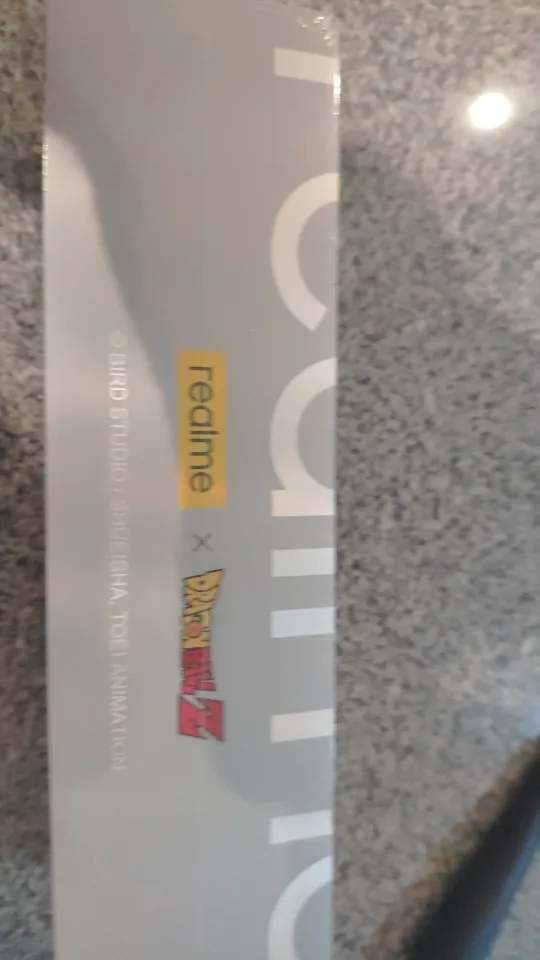 realme
realme × DRAGON BALL Z
© BIRD STUDIO / SHUEISHA, TOEI ANIMATION